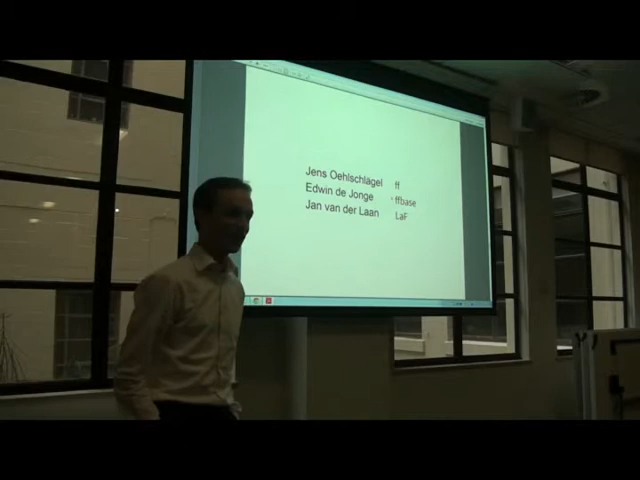 Jens Oehlschlägel ff
Edwin de Jonge ffbase
Jan van der Laan LaF